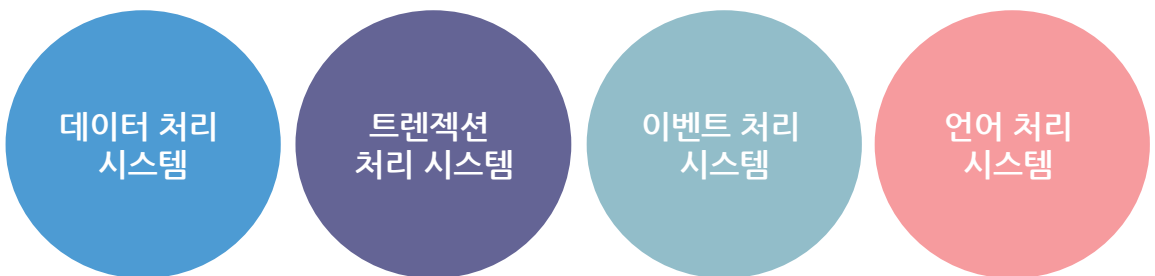 데이터 처리
시스템
트렌젝션
처리 시스템
이벤트 처리
시스템
언어 처리
시스템